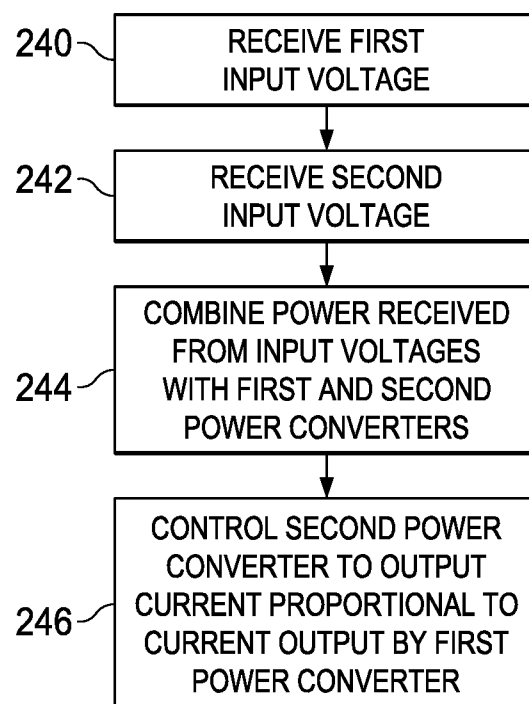 240
RECEIVE FIRST
INPUT VOLTAGE
242
RECEIVE SECOND
INPUT VOLTAGE
244
COMBINE POWER RECEIVED
FROM INPUT VOLTAGES
WITH FIRST AND SECOND
POWER CONVERTERS
246
CONTROL SECOND POWER
CONVERTER TO OUTPUT
CURRENT PROPORTIONAL TO
CURRENT OUTPUT BY FIRST
POWER CONVERTER